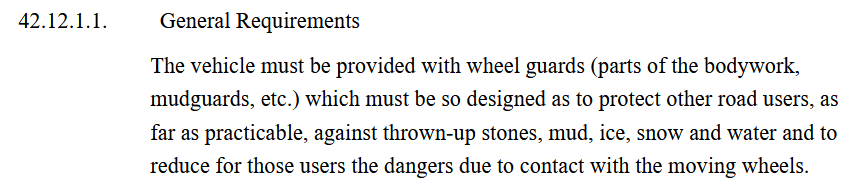 42.12.1.1. General Requirements
The vehicle must be provided with wheel guards (parts of the bodywork,
mudguards, etc.) which must be so designed as to protect other road users, as
far as practicable, against thrown-up stones, mud, ice, snow and water and to
reduce for those users the dangers due to contact with the moving wheels.